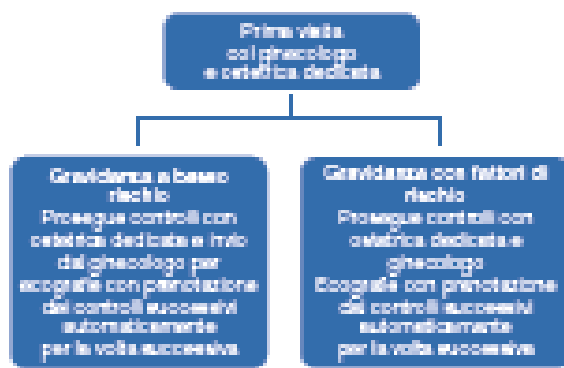 Prima visita
col ginecologo
e ostetrica dedicata
Gravidanza a basso
rischio
Prosegue controlli con
ostetrica dedicata e invio
dal ginecologo per
ecografie con prenotazione
dei controlli successivi
automaticamente
per la volta successiva
Gravidanza con fattori di
rischio
Prosegue controlli con
ostetrica dedicata e
ginecologo
Ecografie con prenotazione
dei controlli successivi
automaticamente
per la volta successiva